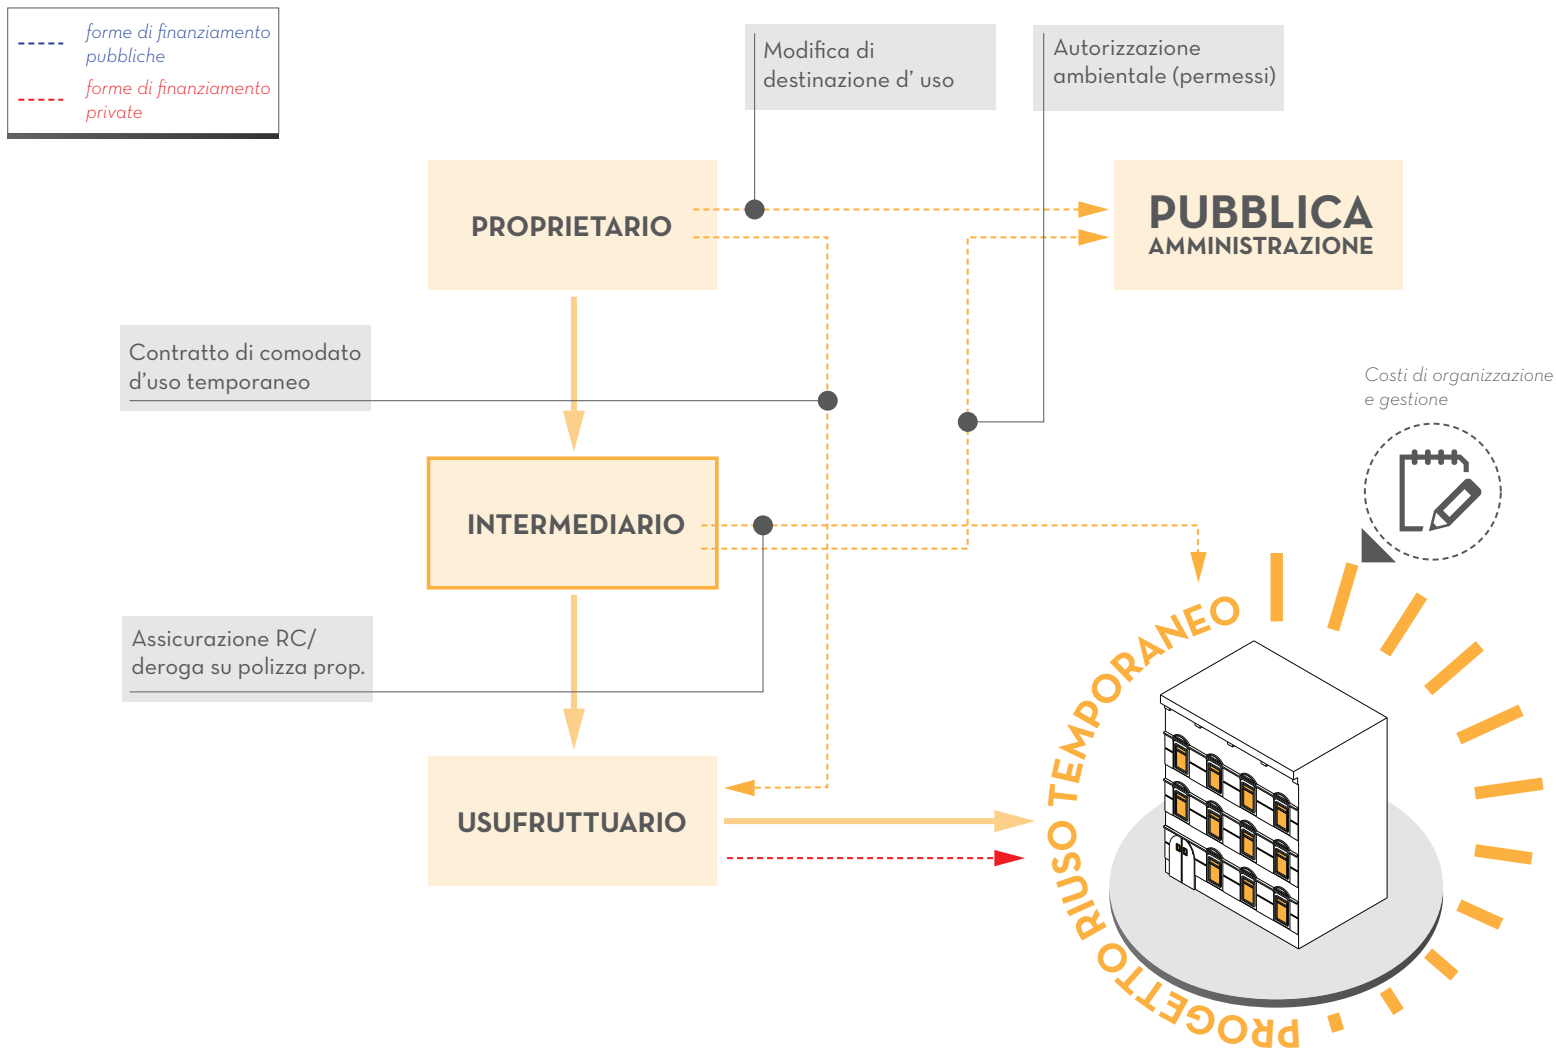 forme di finanziamento
pubbliche
forme di finanziamento
private
Modifica di
destinazione d' uso
Autorizzazione
ambientale (permessi)
PROPRIETARIO
PUBBLICA
AMMINISTRAZIONE
Contratto di comodato
d'uso temporaneo
Costi di organizzazione
e gestione
INTERMEDIARIO
Assicurazione RC/
deroga su polizza prop.
USUFRUTTUARIO
PROGETTO RIUSO TEMPORANEO